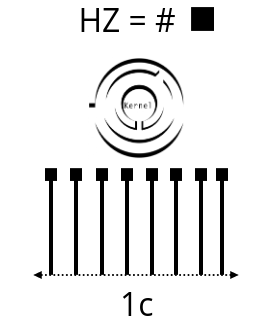 HZ = # ■
Kernel
1c